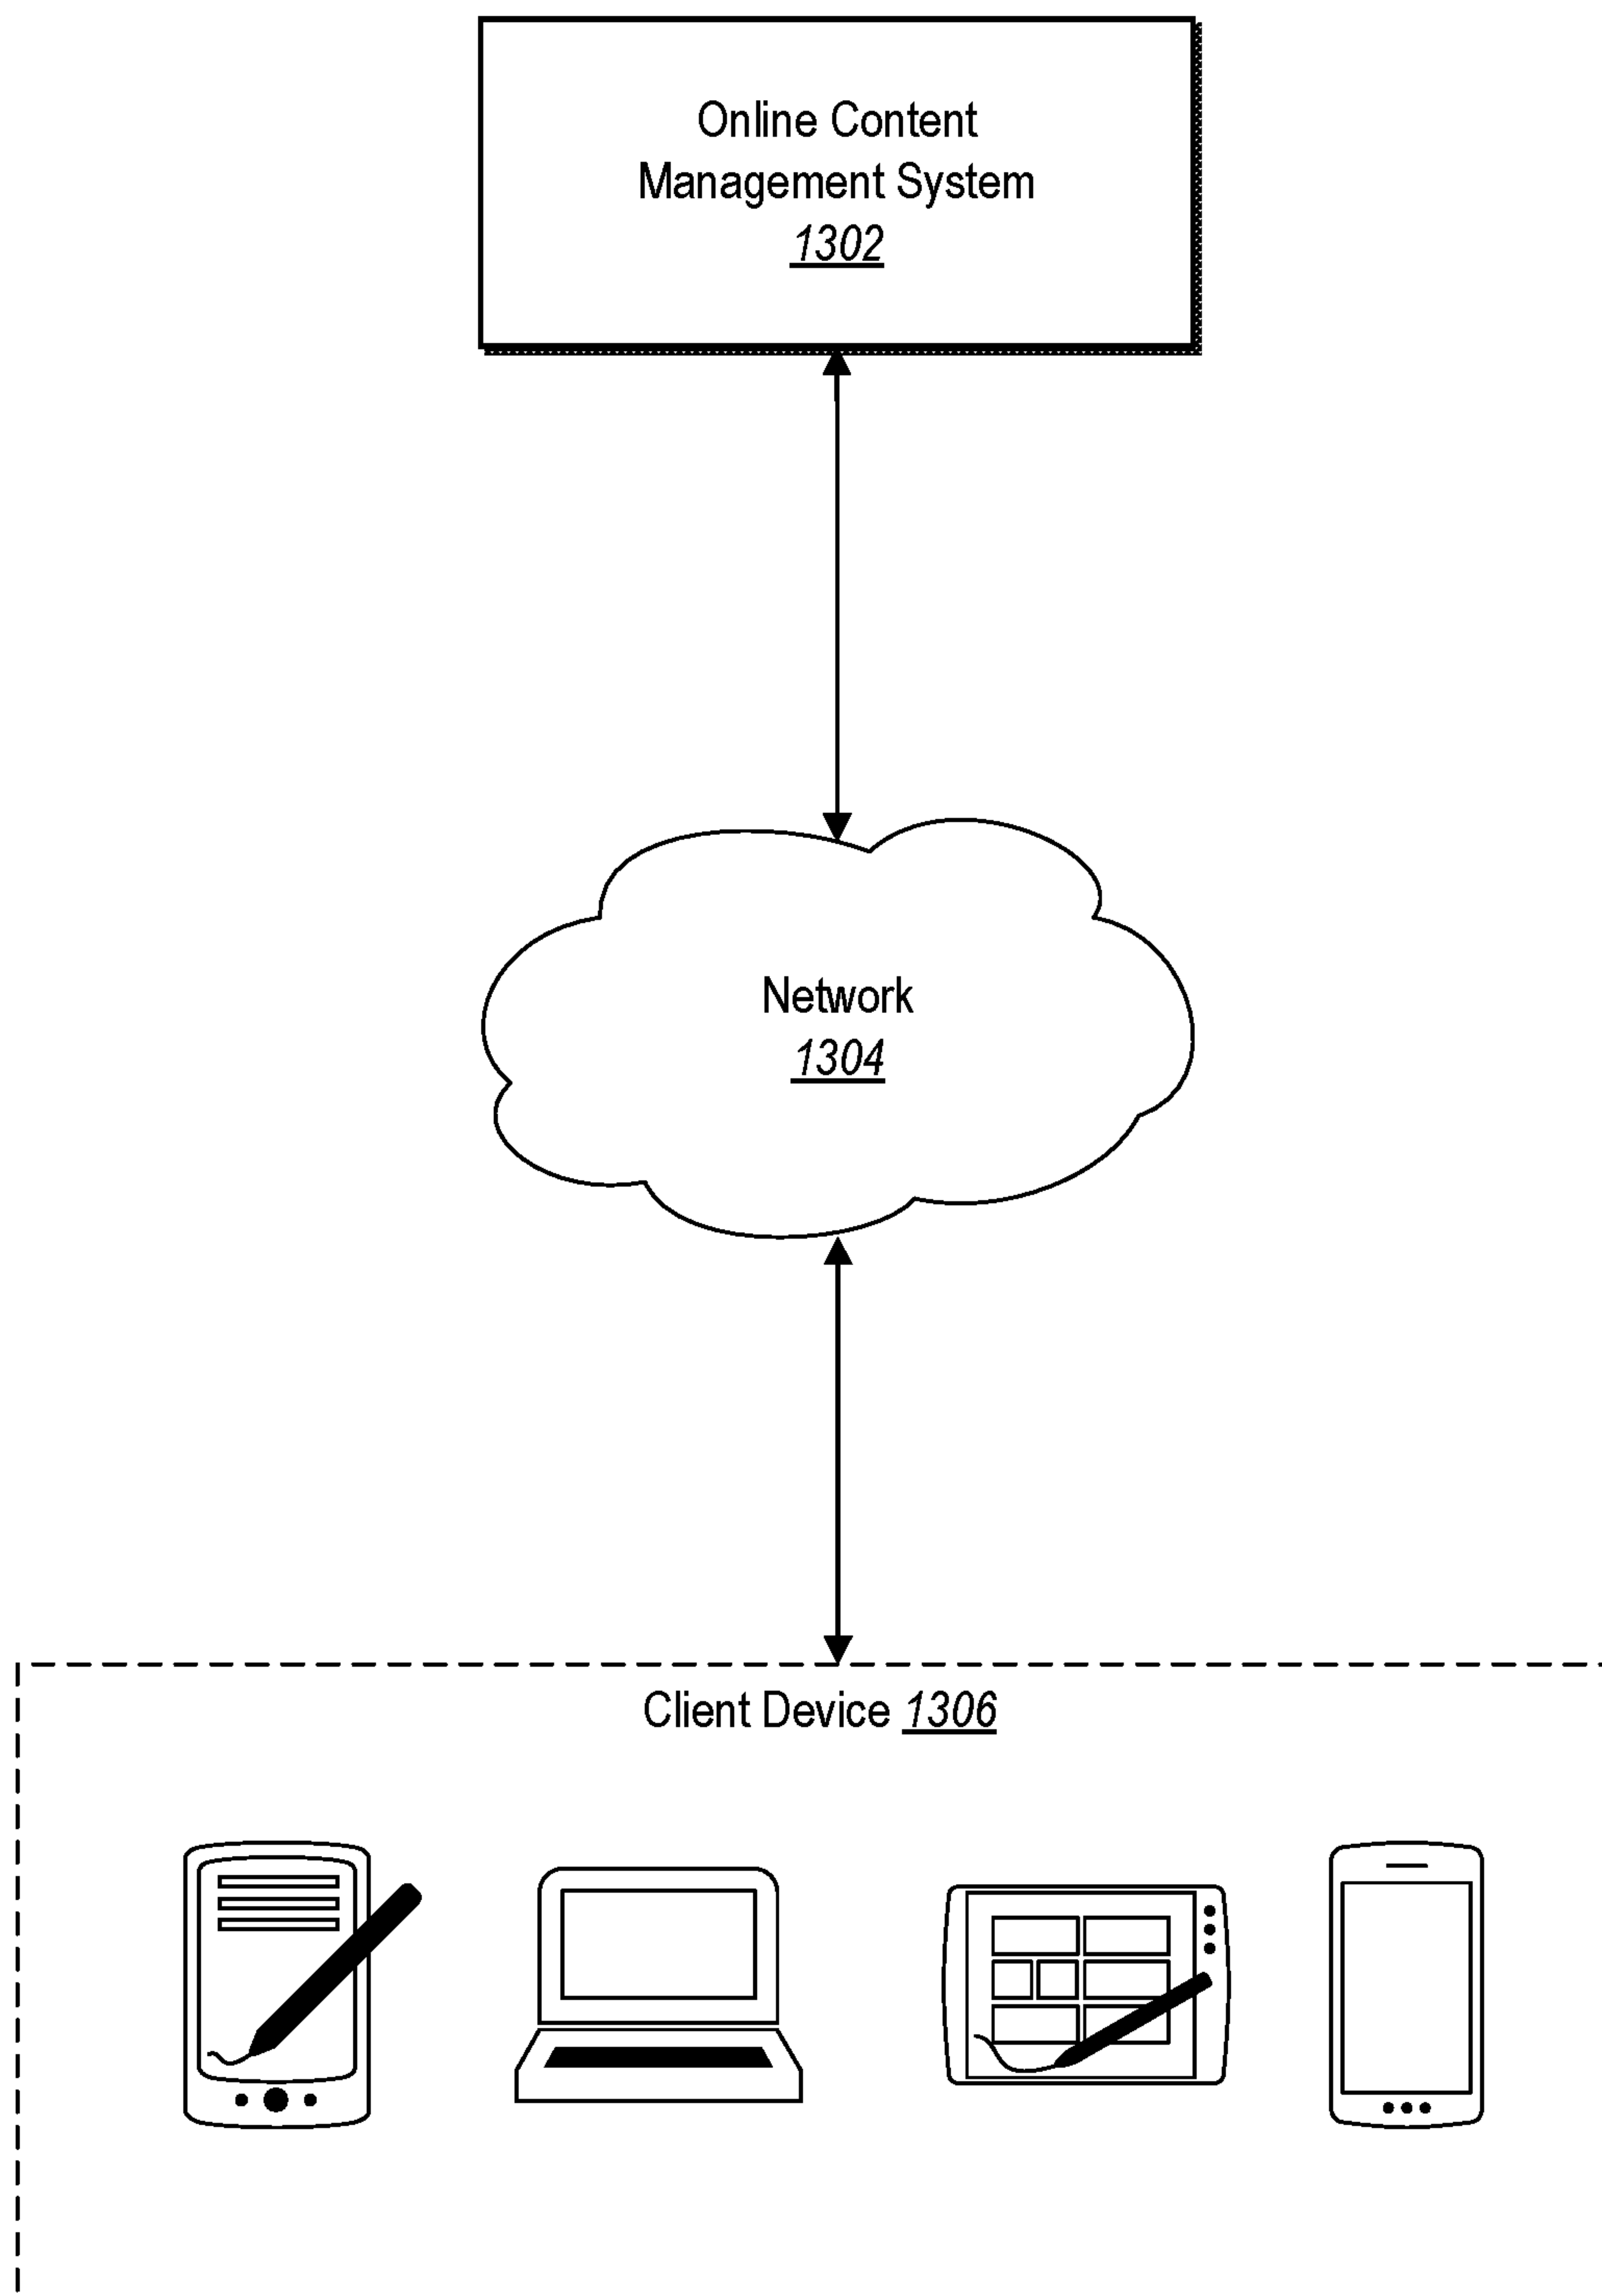 Online Content
Management System
1302
Network
1304
Client Device 1306